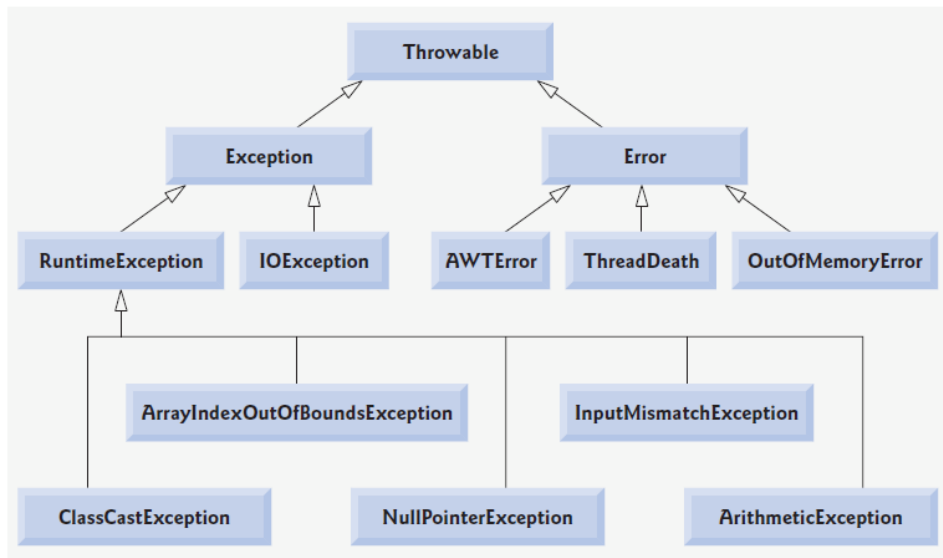 Throwable
Exception
Error
RuntimeException
IOException
AWTError
ThreadDeath
OutOfMemoryError
ArrayIndexOutOfBoundsException
InputMismatchException
ClassCastException
NullPointerException
ArithmeticException